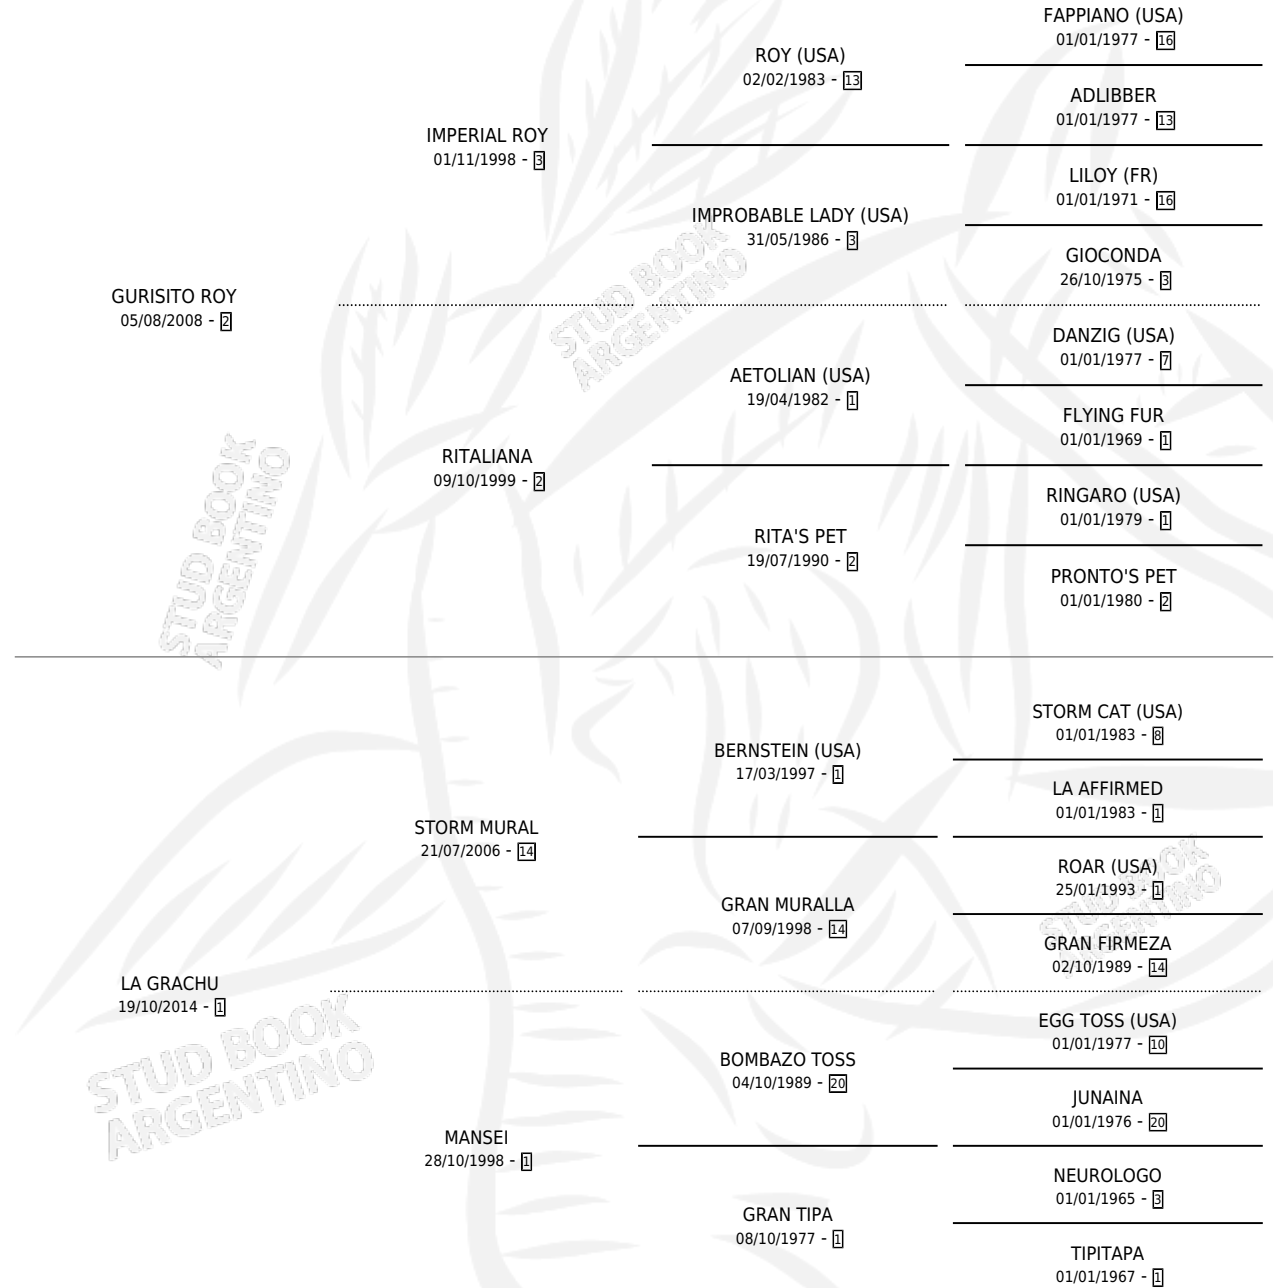 FAPPIANO (USA)
01/01/1977 - 16
ROY (USA)
02/02/1983 - 13
ADLIBBER
01/01/1977 - 13
IMPERIAL ROY
01/11/1998 - 3
LILOY (FR)
01/01/1971 - 16
IMPROBABLE LADY (USA)
31/05/1986 - 3
GIOCONDA
26/10/1975 - 3
GURISITO ROY
05/08/2008 - 2
DANZIG (USA)
01/01/1977 - 7
AETOLIAN (USA)
19/04/1982 - 1
FLYING FUR
01/01/1969 - 1
RITALIANA
09/10/1999 - 2
RINGARO (USA)
01/01/1979 - 1
RITA'S PET
19/07/1990 - 2
PRONTO'S PET
01/01/1980 - 2
STORM CAT (USA)
01/01/1983 - 8
BERNSTEIN (USA)
17/03/1997 - 1
LA AFFIRMED
01/01/1983 - 1
STORM MURAL
21/07/2006 - 14
ROAR (USA)
25/01/1993 - 1
GRAN MURALLA
07/09/1998 - 14
GRAN FIRMEZA
02/10/1989 - 14
LA GRACHU
19/10/2014 - 1
EGG TOSS (USA)
01/01/1977 - 10
BOMBAZO TOSS
04/10/1989 - 20
JUNAINA
01/01/1976 - 20
MANSEI
28/10/1998 - 1
NEUROLOGO
01/01/1965 - 3
GRAN TIPA
08/10/1977 - 1
TIPITAPA
01/01/1967 - 1
STUD BOOK
ARGENTINO
STUD BOOK
ARGENTINO
STUD BOOK
ARGENTINO
STUD BOOK
ARGENTINO